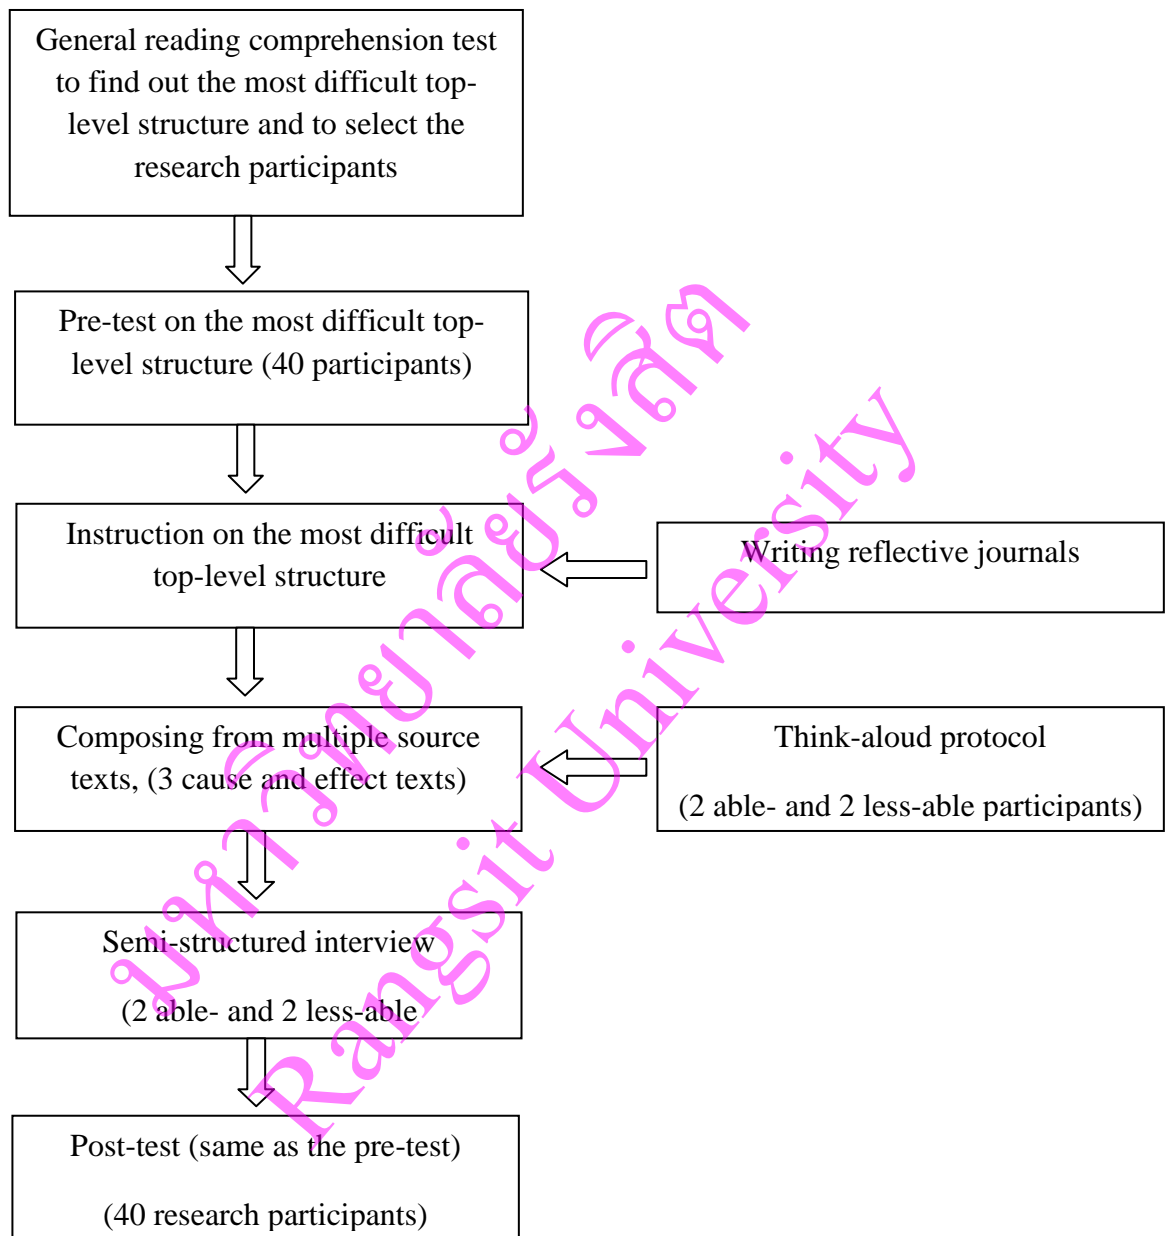 General reading comprehension test
to find out the most difficult top-
level structure and to select the
research participants
Pre-test on the most difficult top-
level structure (40 participants)
Instruction on the most difficult
top-level structure
Writing reflective journals
Composing from multiple source
texts, (3 cause and effect texts)
Think-aloud protocol
(2 able- and 2 less-able participants)
Semi-structured interview
(2 able- and 2 less-able
Post-test (same as the pre-test)
(40 research participants)
มหาวิทยาลัยรังสิต
Rangsit University